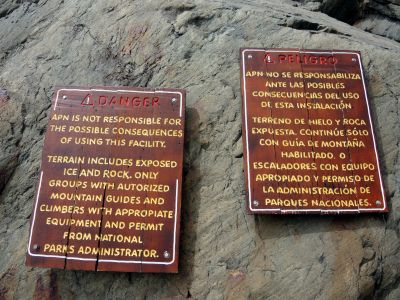 ⚠ DANGER
APN IS NOT RESPONSIBLE FOR
THE POSSIBLE CONSEQUENCES
OF USING THIS FACILITY.
TERRAIN INCLUDES EXPOSED
ICE AND ROCK. ONLY
GROUPS WITH AUTORIZED
MOUNTAIN GUIDES AND
CLIMBERS WITH APPROPIATE
EQUIPMENT AND PERMIT
FROM NATIONAL
PARKS ADMINISTRATOR.
⚠ PELIGRO
APN NO SE RESPONSABILIZA
ANTE LAS POSIBLES
CONSECUENCIAS DEL USO
DE ESTA INSTALACIÓN
TERRENO DE HIELO Y ROCA
EXPUESTA. CONTINÚE SÓLO
CON GUÍA DE MONTAÑA
HABILITADO, O
ESCALADORES CON EQUIPO
APROPIADO Y PERMISO DE
LA ADMINISTRACIÓN DE
PARQUES NACIONALES.